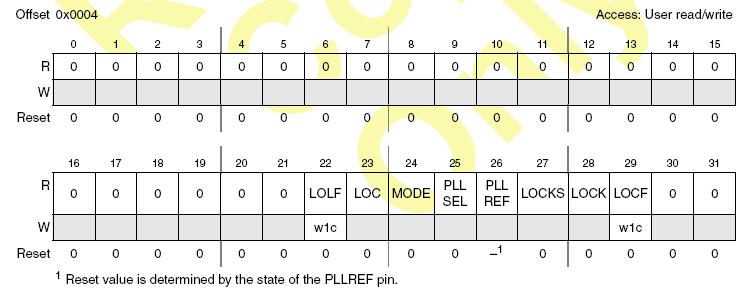 Offset 0x0004 Access: User read/write
0 1 2 3 4 5 6 7 8 9 10 11 12 13 14 15
R 0 0 0 0 0 0 0 0 0 0 0 0 0 0 0 0
W
Reset 0 0 0 0 0 0 0 0 0 0 0 0 0 0 0 0
16 17 18 19 20 21 22 23 24 25 26 27 28 29 30 31
R 0 0 0 0 0 0 LOLF LOC MODE PLL SEL PLL REF LOCKS LOCK LOCF 0 0
W w1c w1c
Reset 0 0 0 0 0 0 0 0 0 0 –1 0 0 0 0 0
1 Reset value is determined by the state of the PLLREF pin.
Only